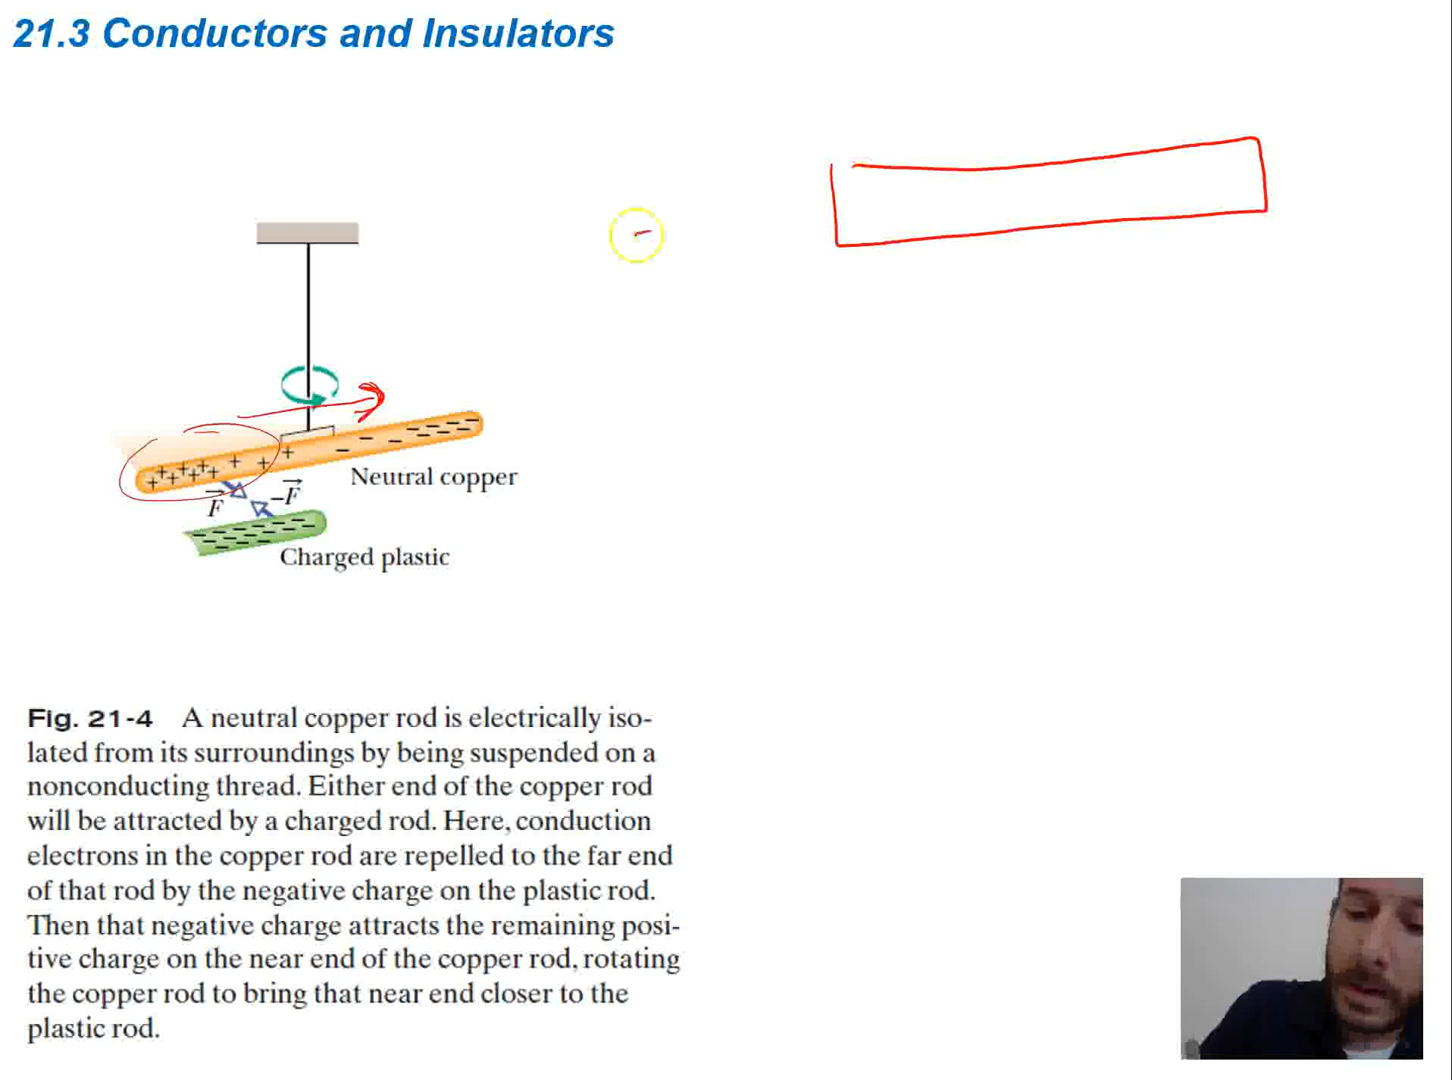 21.3 Conductors and Insulators
+ + + + + + + + + + + - - - - - - - - -
Neutral copper
F
-F
- - - - - - - - - - - - - -
Charged plastic
Fig. 21-4 A neutral copper rod is electrically iso-
lated from its surroundings by being suspended on a
nonconducting thread. Either end of the copper rod
will be attracted by a charged rod. Here, conduction
electrons in the copper rod are repelled to the far end
of that rod by the negative charge on the plastic rod.
Then that negative charge attracts the remaining posi-
tive charge on the near end of the copper rod, rotating
the copper rod to bring that near end closer to the
plastic rod.